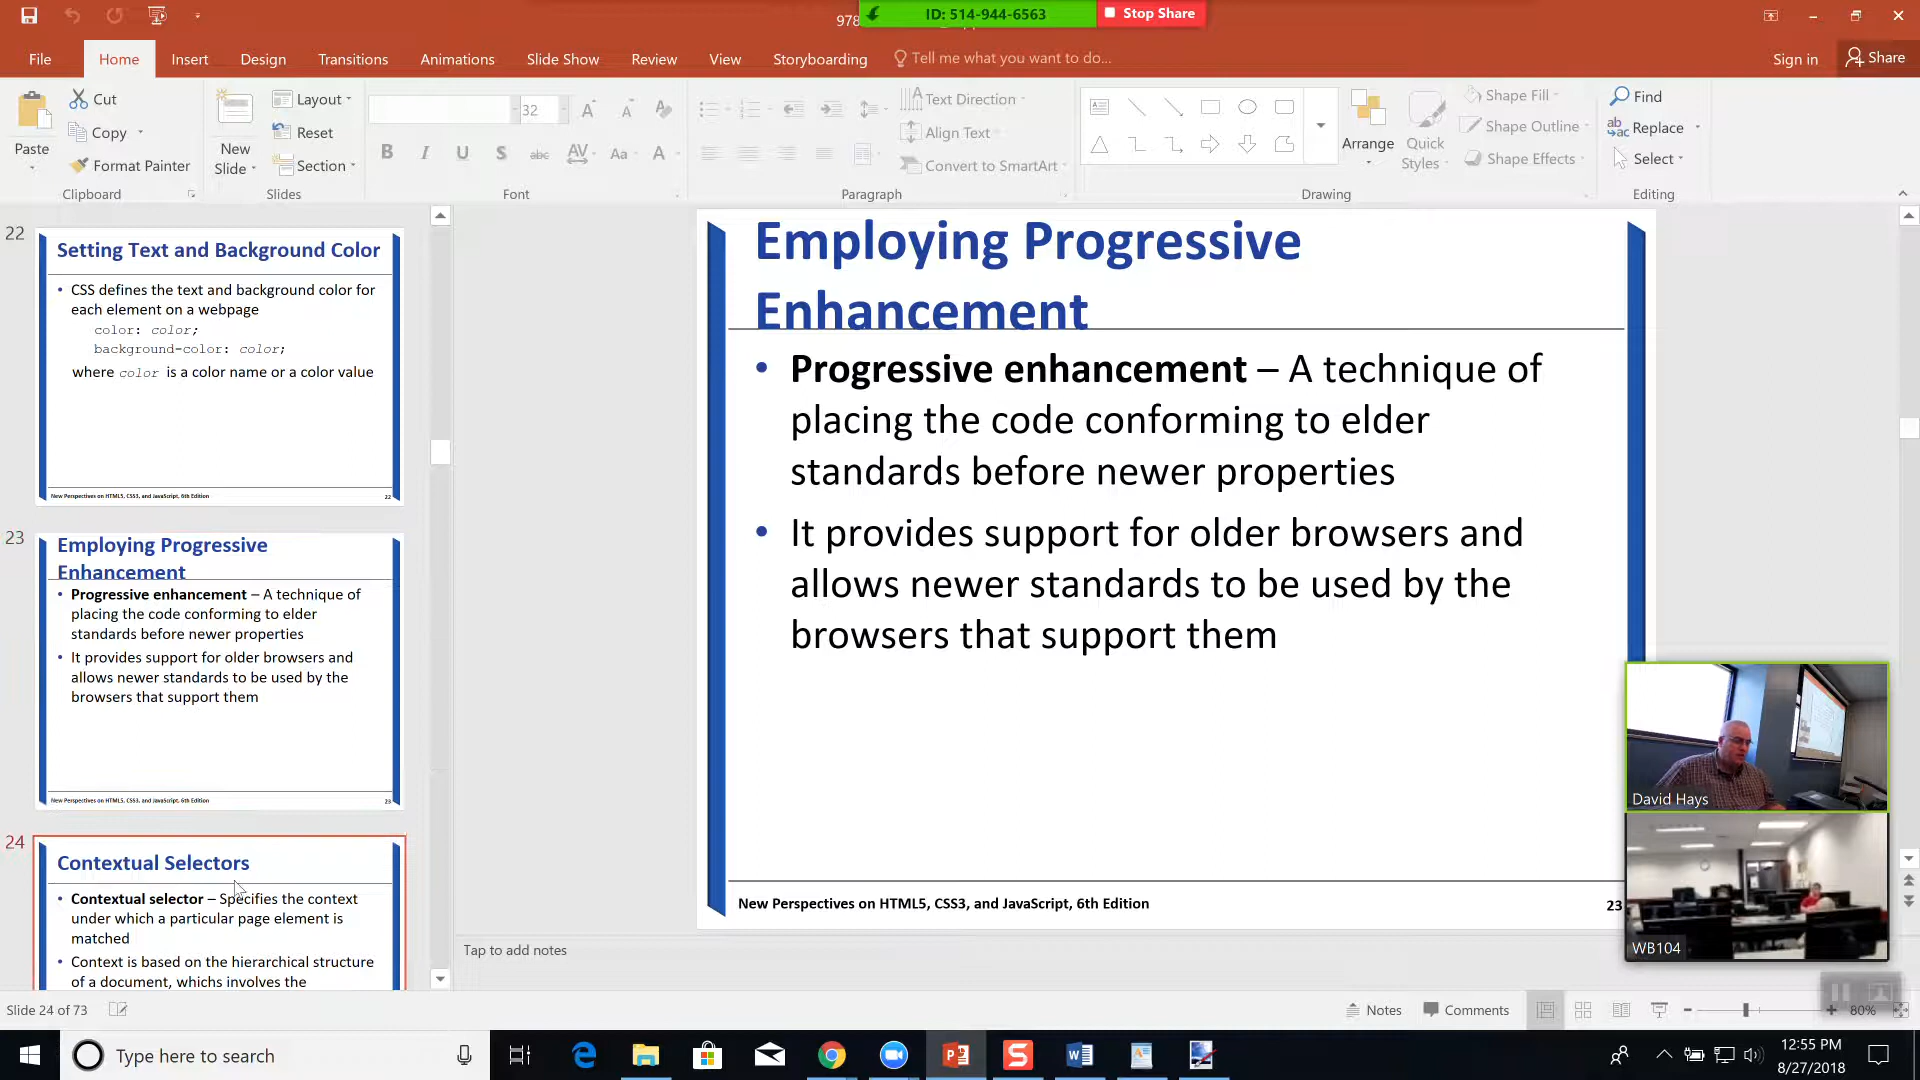 978
ID: 514-944-6563
Stop Share
File
Home
Insert
Design
Transitions
Animations
Slide Show
Review
View
Storyboarding
Tell me what you want to do...
Sign in
Share
Paste
Cut
Copy
Format Painter
Clipboard
New
Slide
Layout
Reset
Section
Slides
32
A A
B I U S abc AV Aa A
Font
Text Direction
Align Text
Convert to SmartArt
Paragraph
Arrange
Quick
Styles
Shape Fill
Shape Outline
Shape Effects
Drawing
Find
Replace
Select
Editing
22
Setting Text and Background Color
• CSS defines the text and background color for
each element on a webpage
color: color;
background-color: color;
where color is a color name or a color value
New Perspectives on HTML5, CSS3, and JavaScript, 6th Edition
22
23
Employing Progressive
Enhancement
• Progressive enhancement – A technique of
placing the code conforming to elder
standards before newer properties
• It provides support for older browsers and
allows newer standards to be used by the
browsers that support them
New Perspectives on HTML5, CSS3, and JavaScript, 6th Edition
23
24
Contextual Selectors
• Contextual selector – Specifies the context
under which a particular page element is
matched
• Context is based on the hierarchical structure
of a document, whichs involves the
Employing Progressive
Enhancement
• Progressive enhancement – A technique of
placing the code conforming to elder
standards before newer properties
• It provides support for older browsers and
allows newer standards to be used by the
browsers that support them
New Perspectives on HTML5, CSS3, and JavaScript, 6th Edition
23
David Hays
WB104
Tap to add notes
Slide 24 of 73
Notes
Comments
80%
Type here to search
12:55 PM
8/27/2018